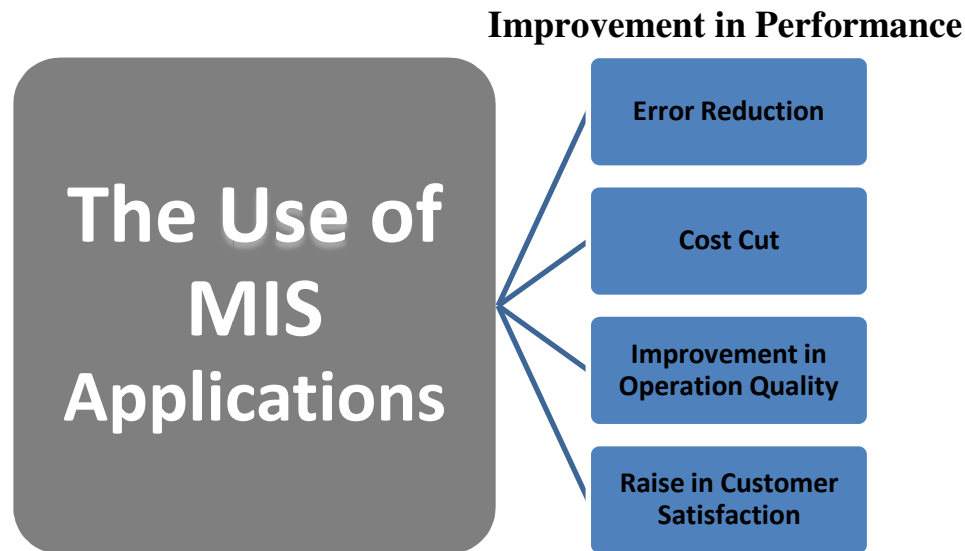 Improvement in Performance
The Use of
MIS
Applications
Error Reduction
Cost Cut
Improvement in
Operation Quality
Raise in Customer
Satisfaction